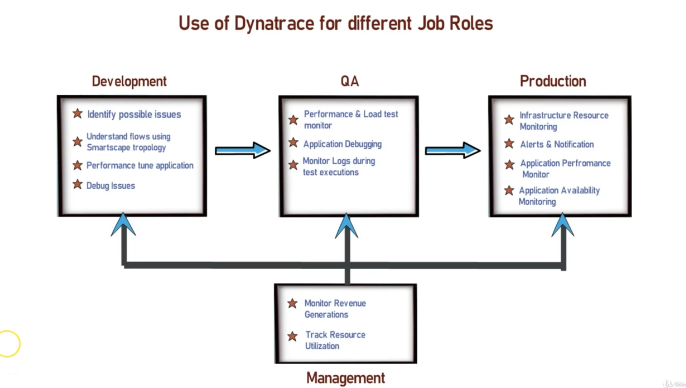 Use of Dynatrace for different Job Roles
Development
Identify possible issues
Understand flows using
Smartscape tropology
Performance tune application
Debug Issues
QA
Performance & Load test
monitor
Application Debugging
Monitor Logs during
test executions
Production
Infrastructure Resource
Monitoring
Alerts & Notification
Application Perfromance
Monitor
Application Availability
Monitoring
Monitor Revenue
Generations
Track Resource
Utilization
Management